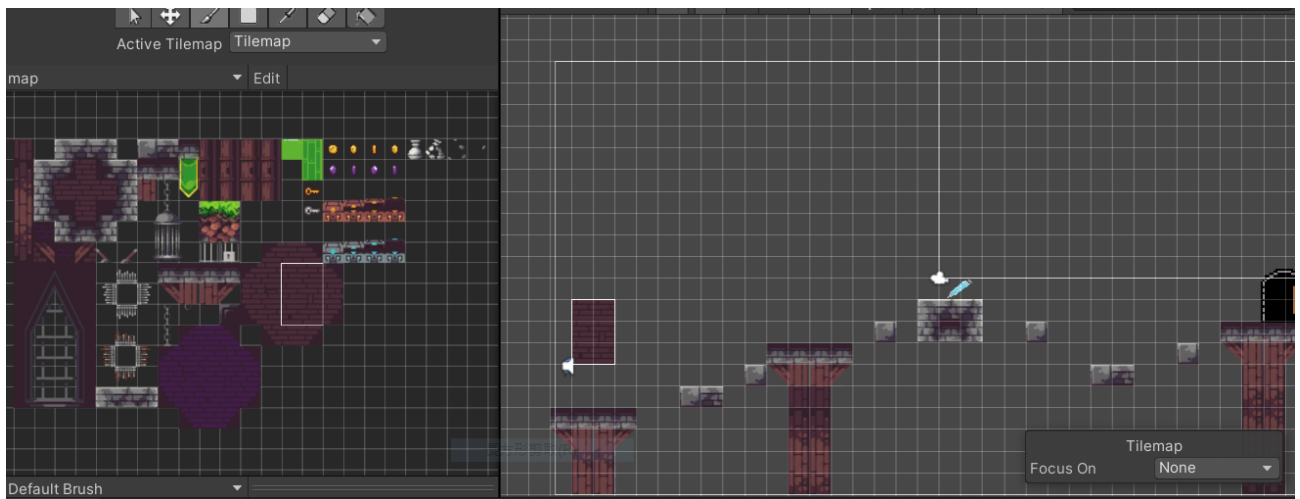 Active Tilemap Tilemap
map Edit
Default Brush
Tilemap
Focus On None